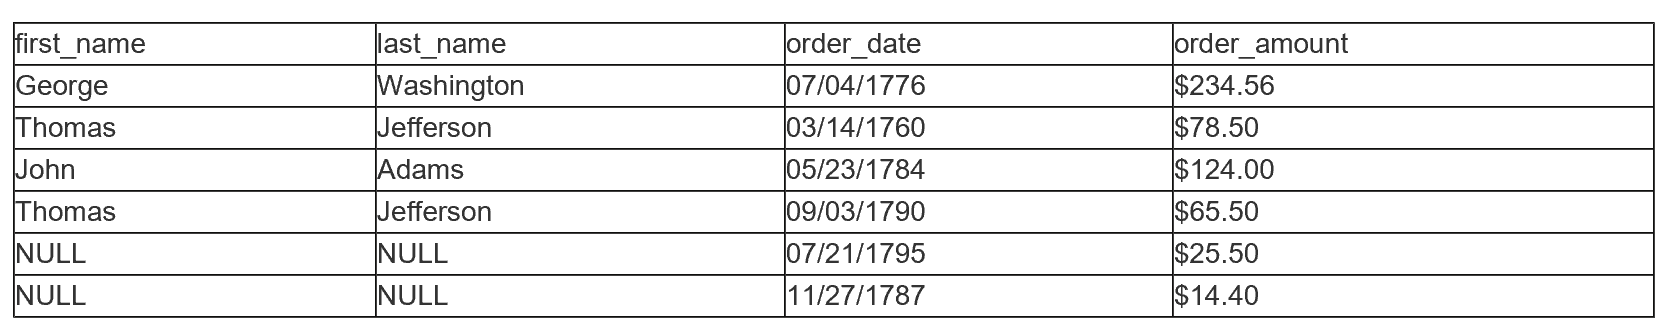 first_name last_name order_date order_amount
George Washington 07/04/1776 $234.56
Thomas Jefferson 03/14/1760 $78.50
John Adams 05/23/1784 $124.00
Thomas Jefferson 09/03/1790 $65.50
NULL NULL 07/21/1795 $25.50
NULL NULL 11/27/1787 $14.40